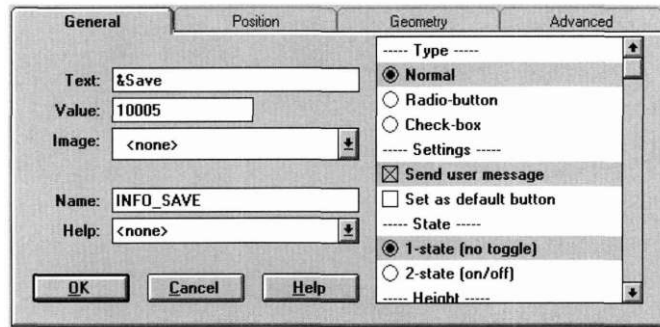 General Position Geometry Advanced
Text: &Save
Value: 10005
Image: <none>
Name: INFO_SAVE
Help: <none>
OK Cancel Help
----- Type -----
Normal
Radio-button
Check-box
----- Settings -----
Send user message
Set as default button
----- State -----
1-state (no toggle)
2-state (on/off)
----- Height -----